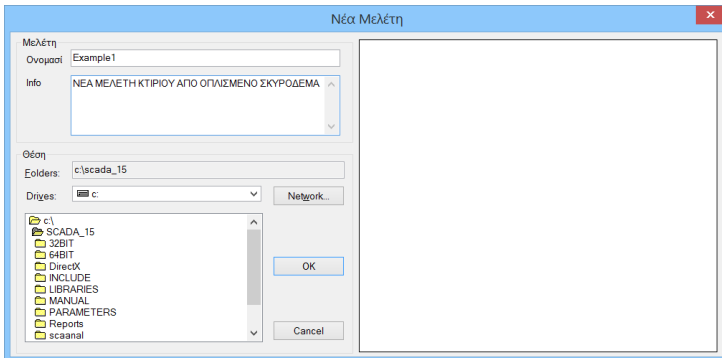 Νέα Μελέτη
Μελέτη
Ονομασί Example1
Info ΝΕΑ ΜΕΛΕΤΗ ΚΤΙΡΙΟΥ ΑΠΟ ΟΠΛΙΣΜΕΝΟ ΣΚΥΡΟΔΕΜΑ
Θέση
Folders: c:\scada_15
Drives: c: Network...
c:\
SCADA_15
32BIT
64BIT
DirectX
INCLUDE
LIBRARIES
MANUAL
PARAMETERS
Reports
scaanal
OK
Cancel